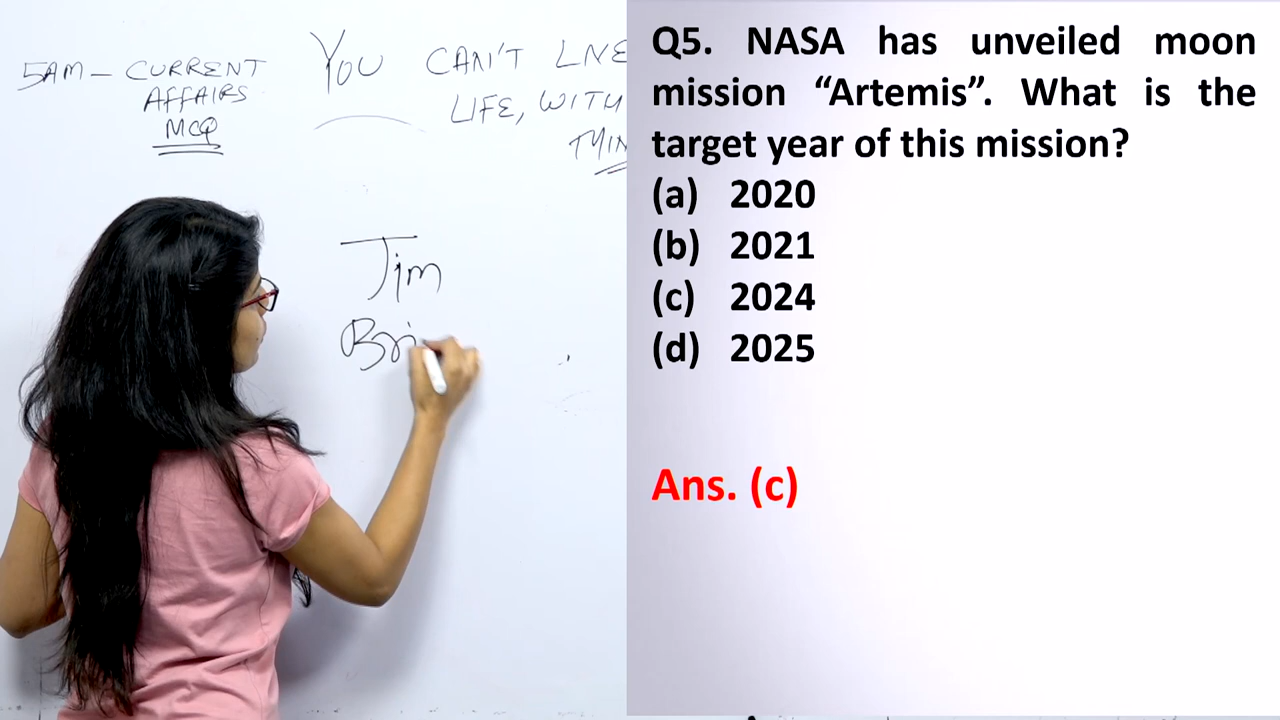 5AM - CURRENT
AFFAIRS
MCQ
YOU CAN'T
LIFE, WITH
Jim
Bri
Q5. NASA has unveiled moon
mission “Artemis”. What is the
target year of this mission?
(a) 2020
(b) 2021
(c) 2024
(d) 2025
Ans. (c)